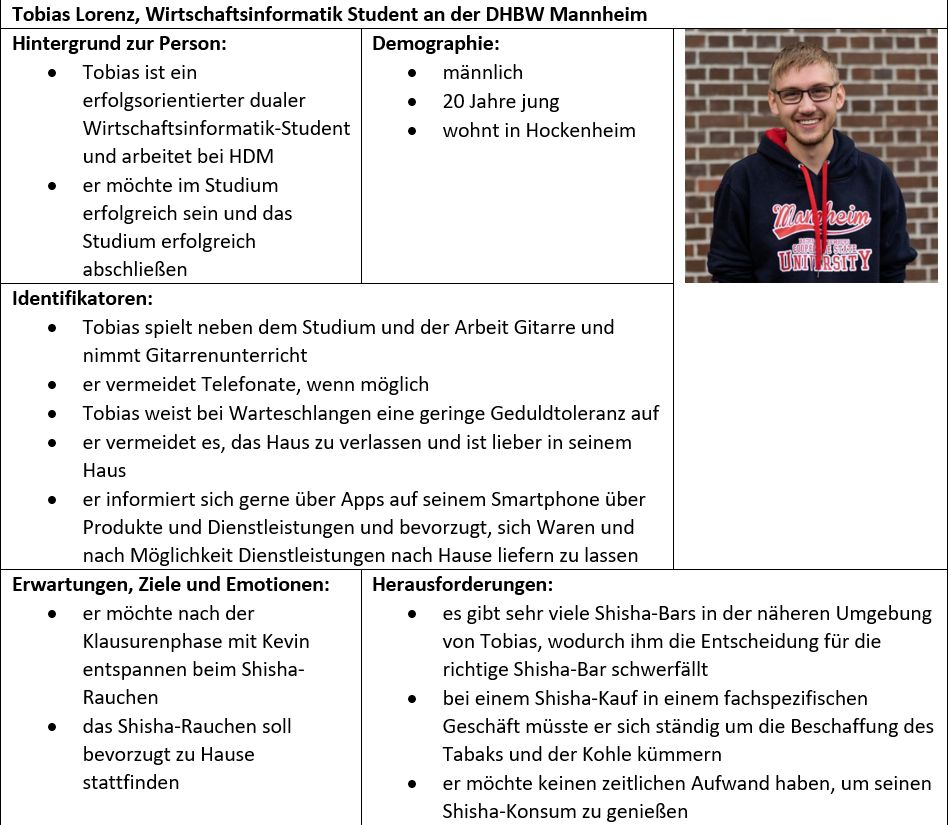 Tobias Lorenz, Wirtschaftsinformatik Student an der DHBW Mannheim
Hintergrund zur Person:
• Tobias ist ein
erfolgsorientierter dualer
Wirtschaftsinformatik-Student
und arbeitet bei HDM
• er möchte im Studium
erfolgreich sein und das
Studium erfolgreich
abschließen
Demographie:
• männlich
• 20 Jahre jung
• wohnt in Hockenheim
Mannheim
UNIVERSITY
Identifikatoren:
• Tobias spielt neben dem Studium und der Arbeit Gitarre und
nimmt Gitarrenunterricht
• er vermeidet Telefonate, wenn möglich
• Tobias weist bei Warteschlangen eine geringe Geduldtoleranz auf
• er vermeidet es, das Haus zu verlassen und ist lieber in seinem
Haus
• er informiert sich gerne über Apps auf seinem Smartphone über
Produkte und Dienstleistungen und bevorzugt, sich Waren und
nach Möglichkeit Dienstleistungen nach Hause liefern zu lassen
Erwartungen, Ziele und Emotionen:
• er möchte nach der
Klausurenphase mit Kevin
entspannen beim Shisha-
Rauchen
• das Shisha-Rauchen soll
bevorzugt zu Hause
stattfinden
Herausforderungen:
• es gibt sehr viele Shisha-Bars in der näheren Umgebung
von Tobias, wodurch ihm die Entscheidung für die
richtige Shisha-Bar schwerfällt
• bei einem Shisha-Kauf in einem fachspezifischen
Geschäft müsste er sich ständig um die Beschaffung des
Tabaks und der Kohle kümmern
• er möchte keinen zeitlichen Aufwand haben, um seinen
Shisha-Konsum zu genießen